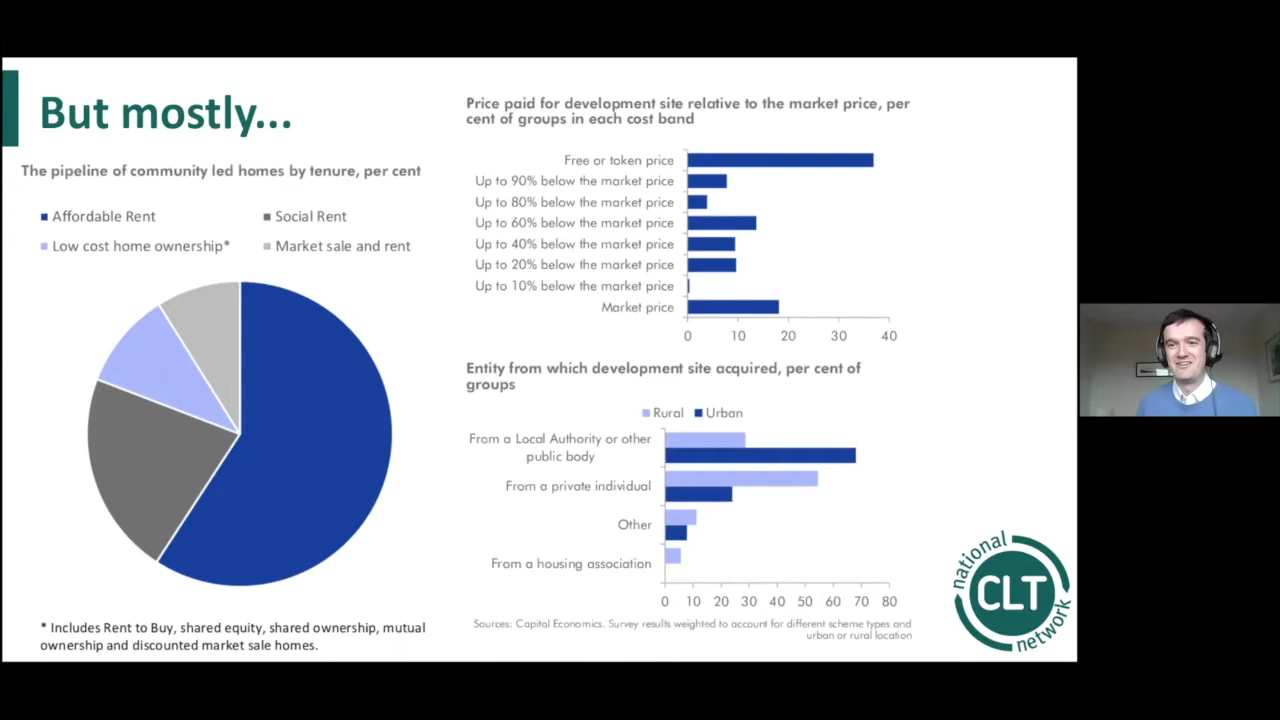 But mostly...
The pipeline of community led homes by tenure, per cent
Affordable Rent
Social Rent
Low cost home ownership*
Market sale and rent
* Includes Rent to Buy, shared equity, shared ownership, mutual
ownership and discounted market sale homes.
Price paid for development site relative to the market price, per
cent of groups in each cost band
Free or token price
Up to 90% below the market price
Up to 80% below the market price
Up to 60% below the market price
Up to 40% below the market price
Up to 20% below the market price
Up to 10% below the market price
Market price
0 10 20 30 40
Entity from which development site acquired, per cent of
groups
Rural Urban
From a Local Authority or other
public body
From a private individual
Other
From a housing association
0 10 20 30 40 50 60 70 80
Sources: Capital Economics. Survey results weighted to account for different scheme types and
urban or rural location
national
CLT
network